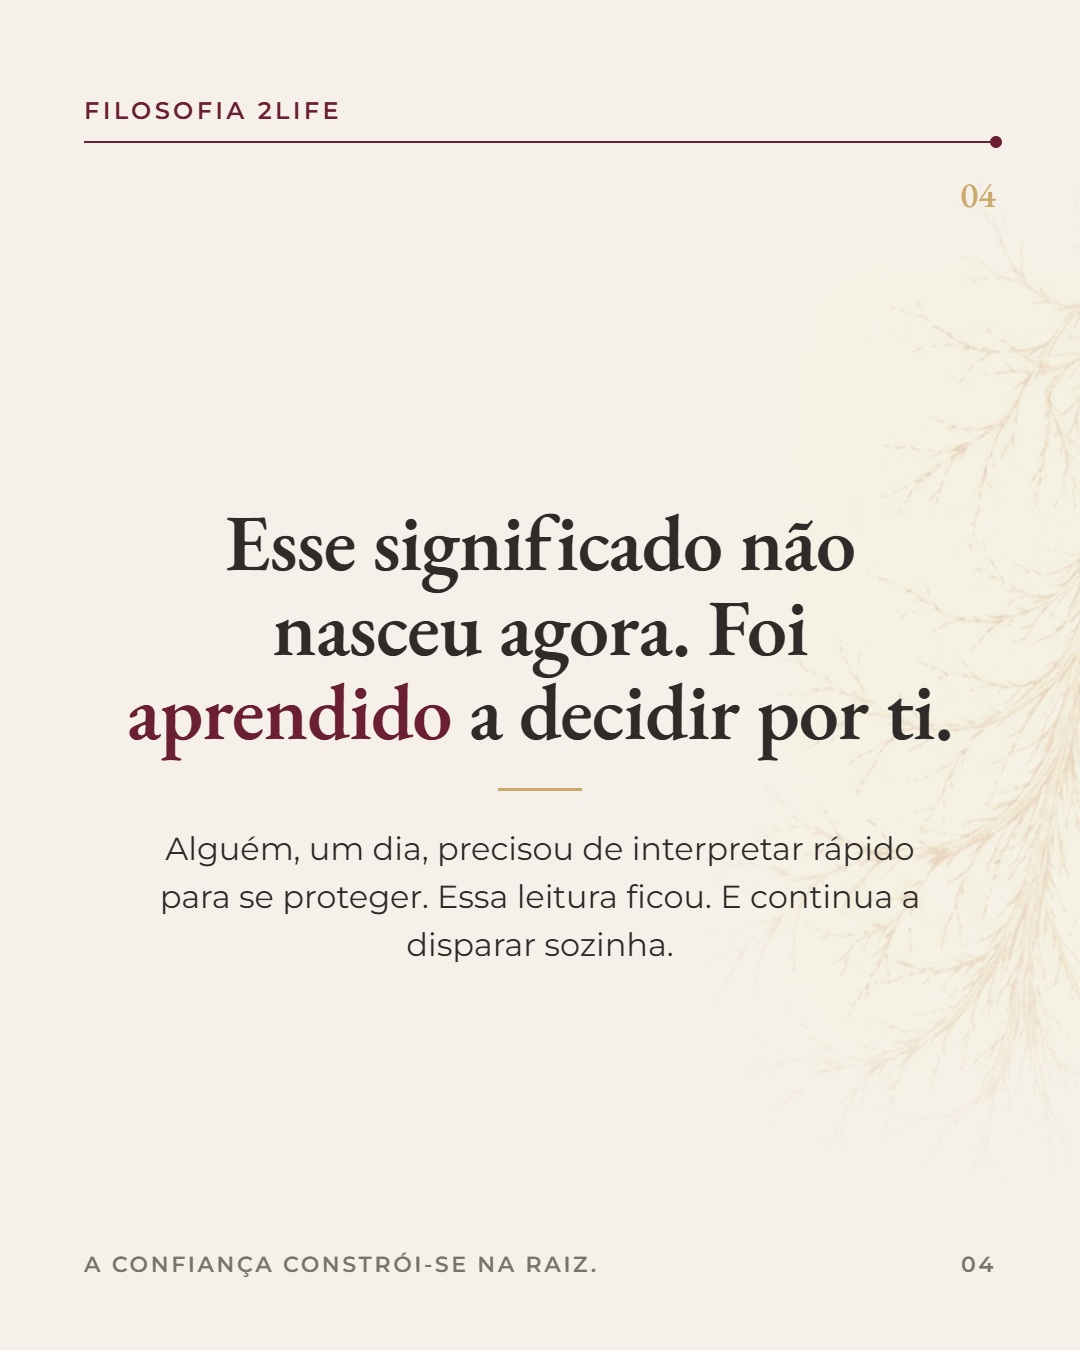 FILOSOFIA 2LIFE
04
Esse significado não
nasceu agora. Foi
aprendido a decidir por ti.
Alguém, um dia, precisou de interpretar rápido
para se proteger. Essa leitura ficou. E continua a
disparar sozinha.
A CONFIANÇA CONSTRÓI-SE NA RAIZ.
04